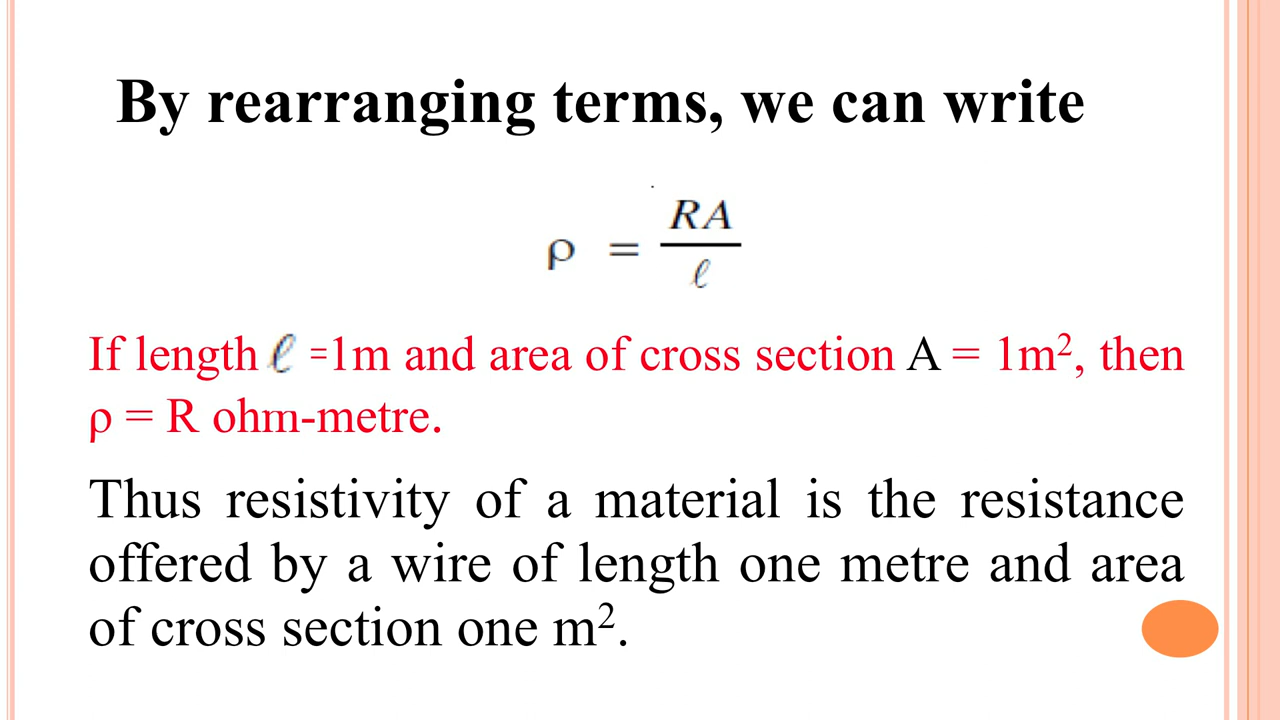 By rearranging terms, we can write
ρ = RA/ℓ
If length ℓ =1m and area of cross section A = 1m², then
ρ = R ohm-metre.
Thus resistivity of a material is the resistance
offered by a wire of length one metre and area
of cross section one m².